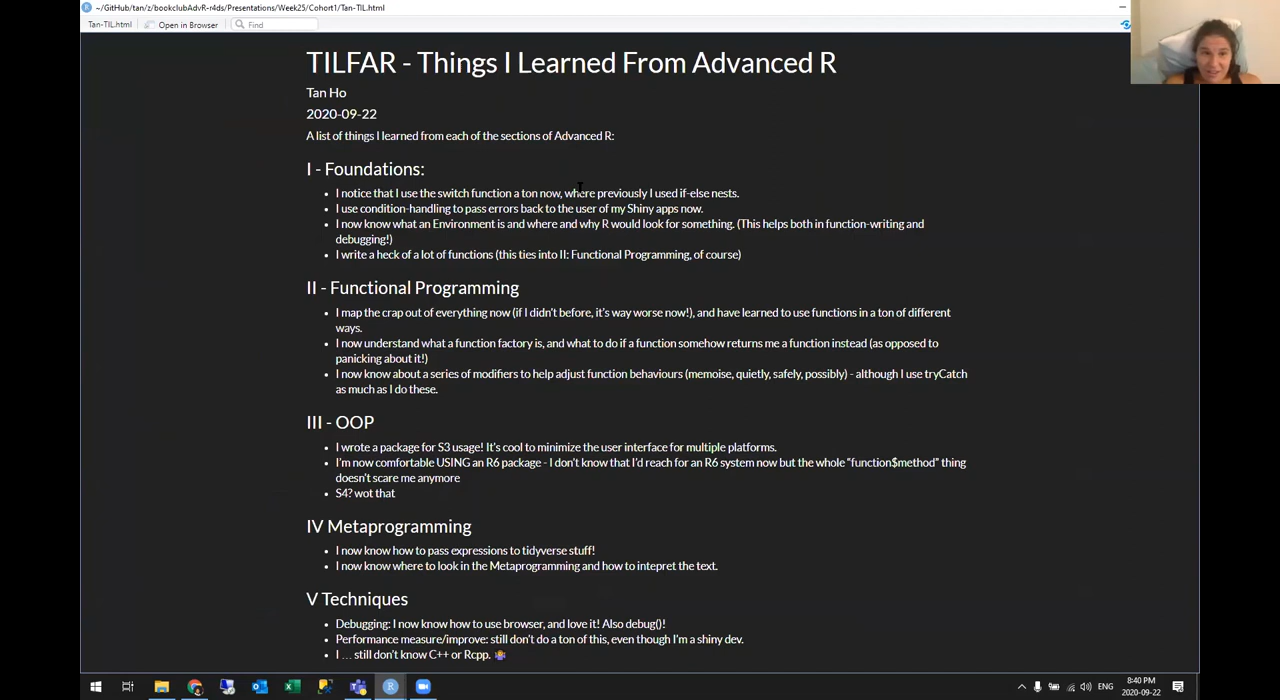 ~/GitHub/tan/z/bookclubAdvR-r4ds/Presentations/Week25/Cohort1/Tan-TIL.html
Tan-TIL.html Open in Browser Find
TILFAR - Things I Learned From Advanced R
Tan Ho
2020-09-22
A list of things I learned from each of the sections of Advanced R:
I - Foundations:
I notice that I use the switch function a ton now, where previously I used if-else nests.
I use condition-handling to pass errors back to the user of my Shiny apps now.
I now know what an Environment is and where and why R would look for something. (This helps both in function-writing and
debugging!)
I write a heck of a lot of functions (this ties into II: Functional Programming, of course)
II - Functional Programming
I map the crap out of everything now (if I didn't before, it's way worse now!), and have learned to use functions in a ton of different
ways.
I now understand what a function factory is, and what to do if a function somehow returns me a function instead (as opposed to
panicking about it!)
I now know about a series of modifiers to help adjust function behaviours (memoise, quietly, safely, possibly) - although I use tryCatch
as much as I do these.
III - OOP
I wrote a package for S3 usage! It's cool to minimize the user interface for multiple platforms.
I'm now comfortable USING an R6 package - I don't know that I'd reach for an R6 system now but the whole “function$method” thing
doesn't scare me anymore
S4? wot that
IV Metaprogramming
I now know how to pass expressions to tidyverse stuff!
I now know where to look in the Metaprogramming and how to intepret the text.
V Techniques
Debugging: I now know how to use browser, and love it! Also debug()!
Performance measure/improve: still don't do a ton of this, even though I'm a shiny dev.
I … still don't know C++ or Rcpp. 🤷‍♀️
ENG
8:40 PM
2020-09-22